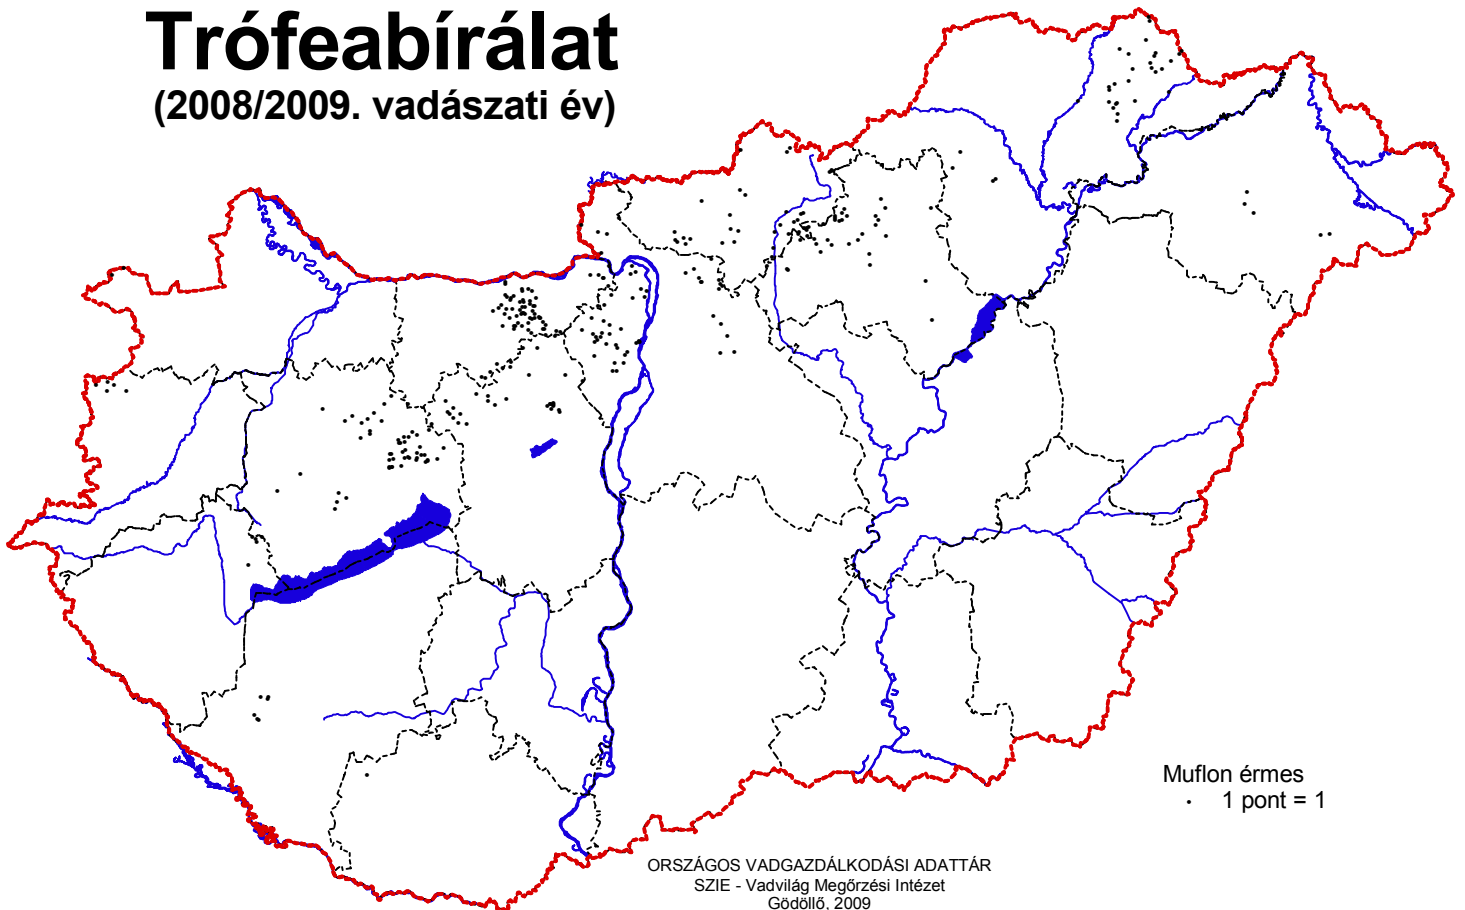 Trófeabírálat
(2008/2009. vadászati év)
Muflon érmes
1 pont = 1
ORSZÁGOS VADGAZDÁLKODÁSI ADATTÁR
SZIE - Vadvilág Megőrzési Intézet
Gödöllő, 2009